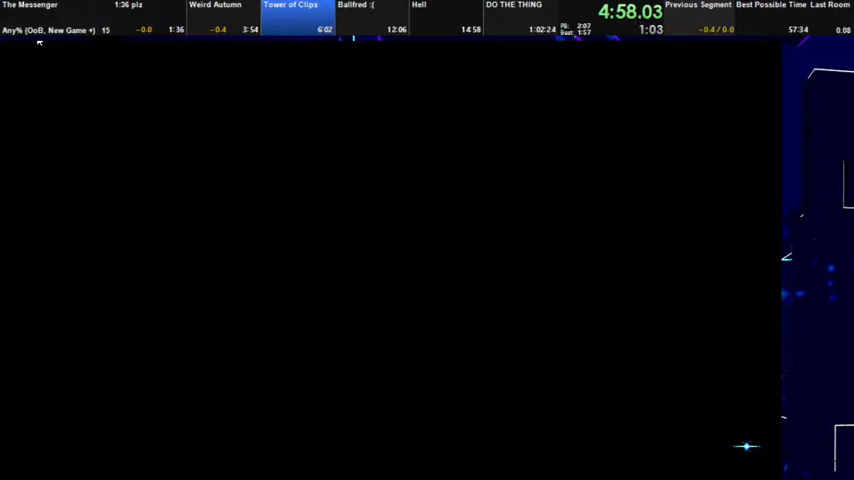 The Messenger
Any% (OoB, New Game +) 15
1:36 plz
-0.0 1:36
Weird Autumn
-0.4 3:54
Tower of Clips
6:02
Ballfred :(
12:06
Hell
14:58
DO THE THING
1:02:24
4:58.03
PB: 2:07
Best: 1:57
1:03
Previous Segment
-0.4 / 0.0
Best Possible Time
57:34
Last Room
0.08